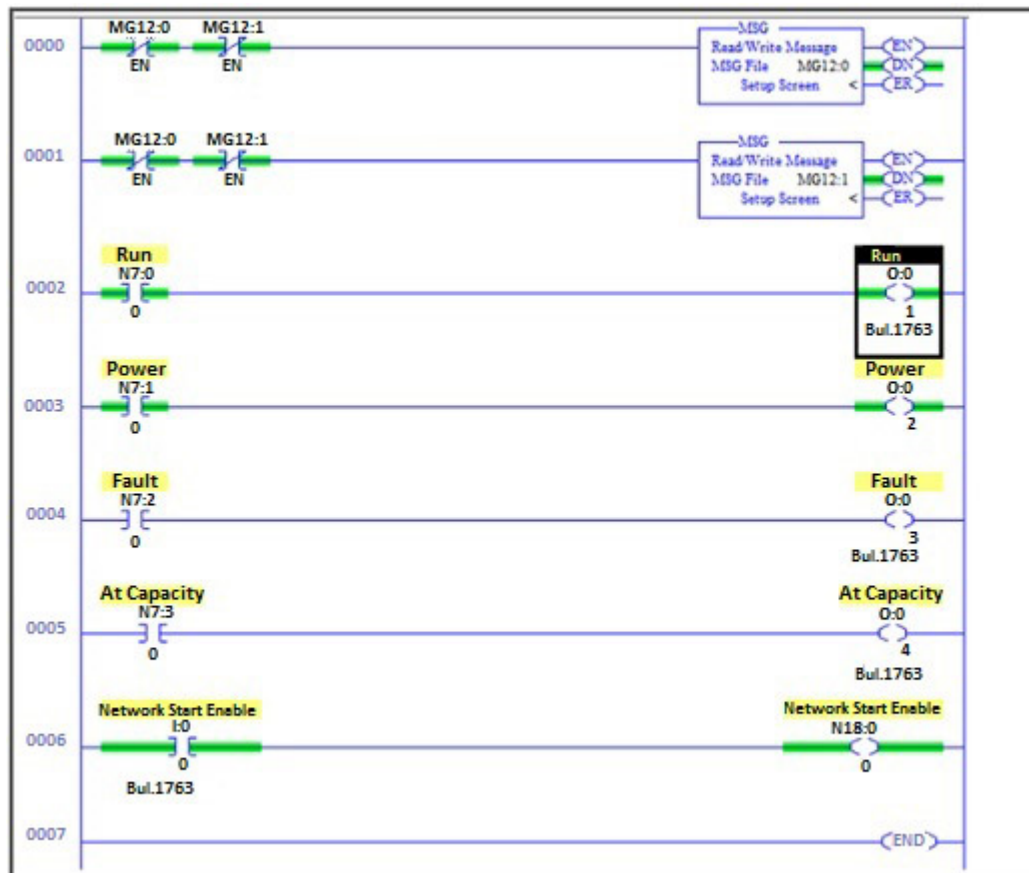 MG12:0 MG12:1
0000
EN EN
MSG
Read/Write Message
MSG File MG12:0
Setup Screen <
EN
DN
ER
MG12:0 MG12:1
0001
EN EN
MSG
Read/Write Message
MSG File MG12:1
Setup Screen <
EN
DN
ER
Run
N7:0
0002
0
Run
O:0
1
Bul.1763
Power
N7:1
0003
0
Power
O:0
2
Fault
N7:2
0004
0
Fault
O:0
3
Bul.1763
At Capacity
N7:3
0005
0
At Capacity
O:0
4
Bul.1763
Network Start Enable
I:0
0006
0
Bul.1763
Network Start Enable
N18:0
0
0007
END